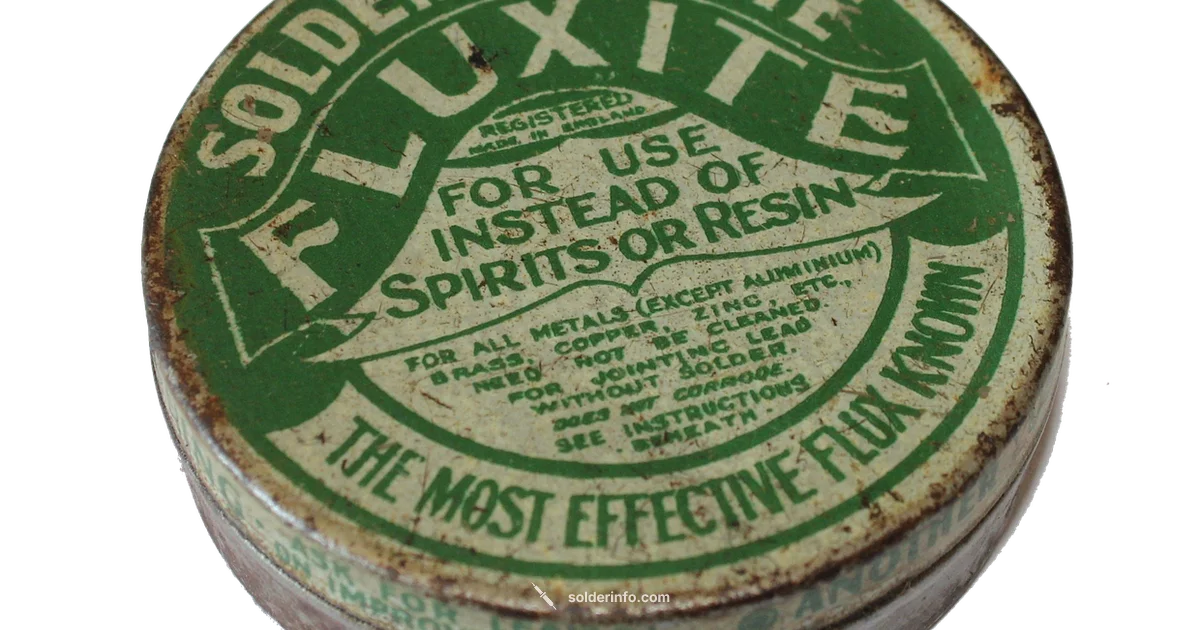 FLUXITE
REGISTERED
MADE IN ENGLAND
FOR USE
INSTEAD OF
SPIRITS OR RESIN
FOR ALL METALS (EXCEPT ALUMINIUM)
BRASS, COPPER, ZINC, ETC.,
NEED NOT BE CLEANED.
FOR JOINTING LEAD
WITHOUT SOLDER.
DOES NOT CORRODE.
SEE INSTRUCTIONS
BENEATH.
THE MOST EFFECTIVE FLUX KNOWN
ASK FOR
ANOTHER
solderinfo.com